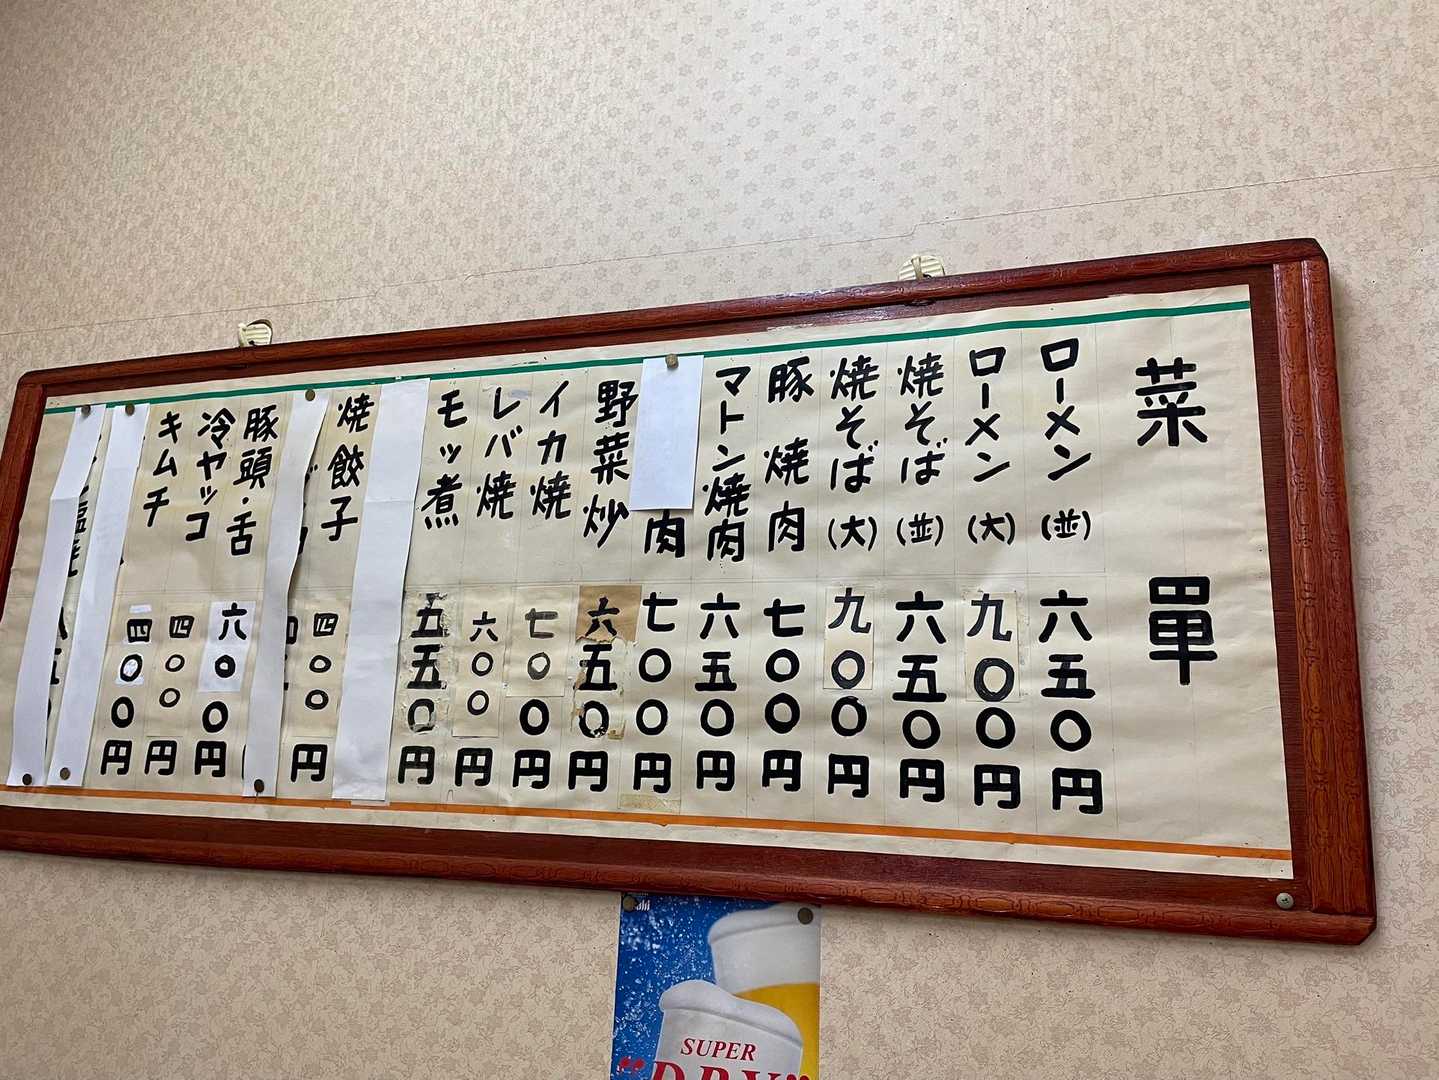 菜單
ローメン(並)六五〇円
ローメン(大)九〇〇円
焼そば(並)六五〇円
焼そば(大)九〇〇円
豚焼肉七〇〇円
マトン焼肉六五〇円
肉七〇〇円
野菜炒六五〇円
イカ焼七〇〇円
レバ焼六〇〇円
モッ煮五五〇円
焼餃子四〇〇円
豚頭・舌六〇〇円
冷ヤッコ四〇〇円
キムチ四〇〇円
SUPER
"DRY"